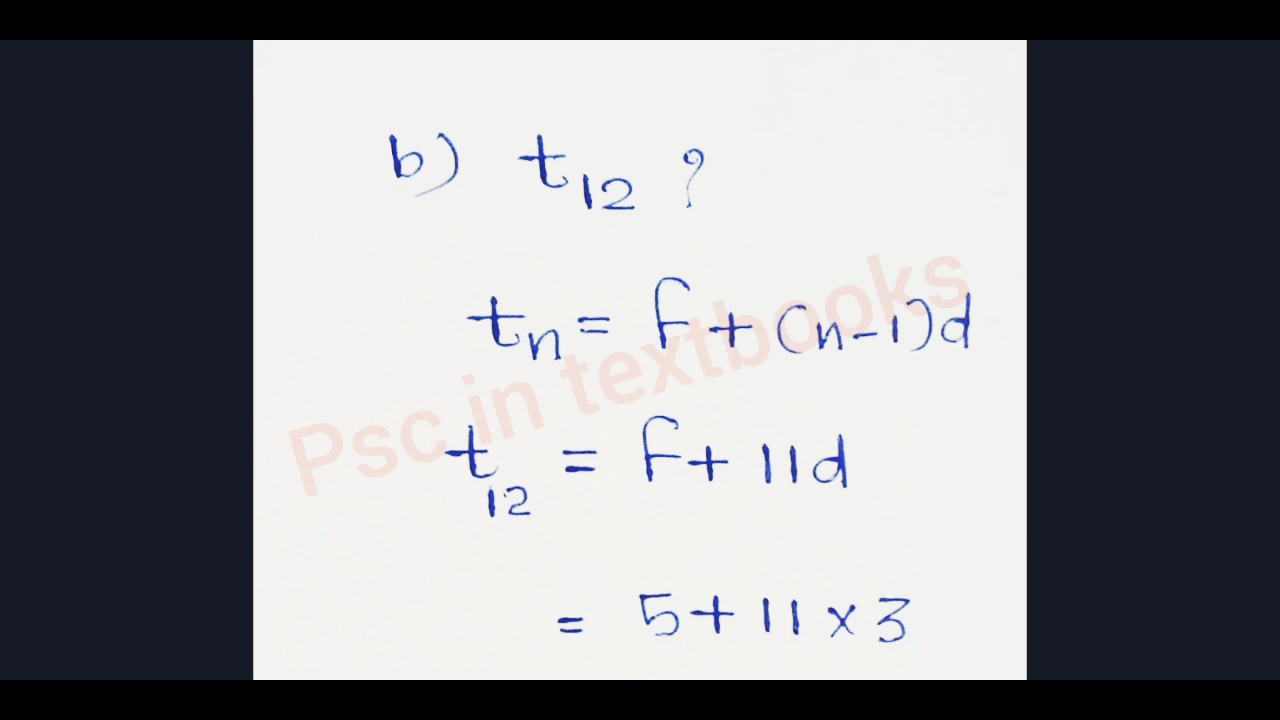 b) t₁₂ ?
tₙ = f + (n-1)d
t₁₂ = f + 11d
= 5 + 11 × 3
Psc in textbooks